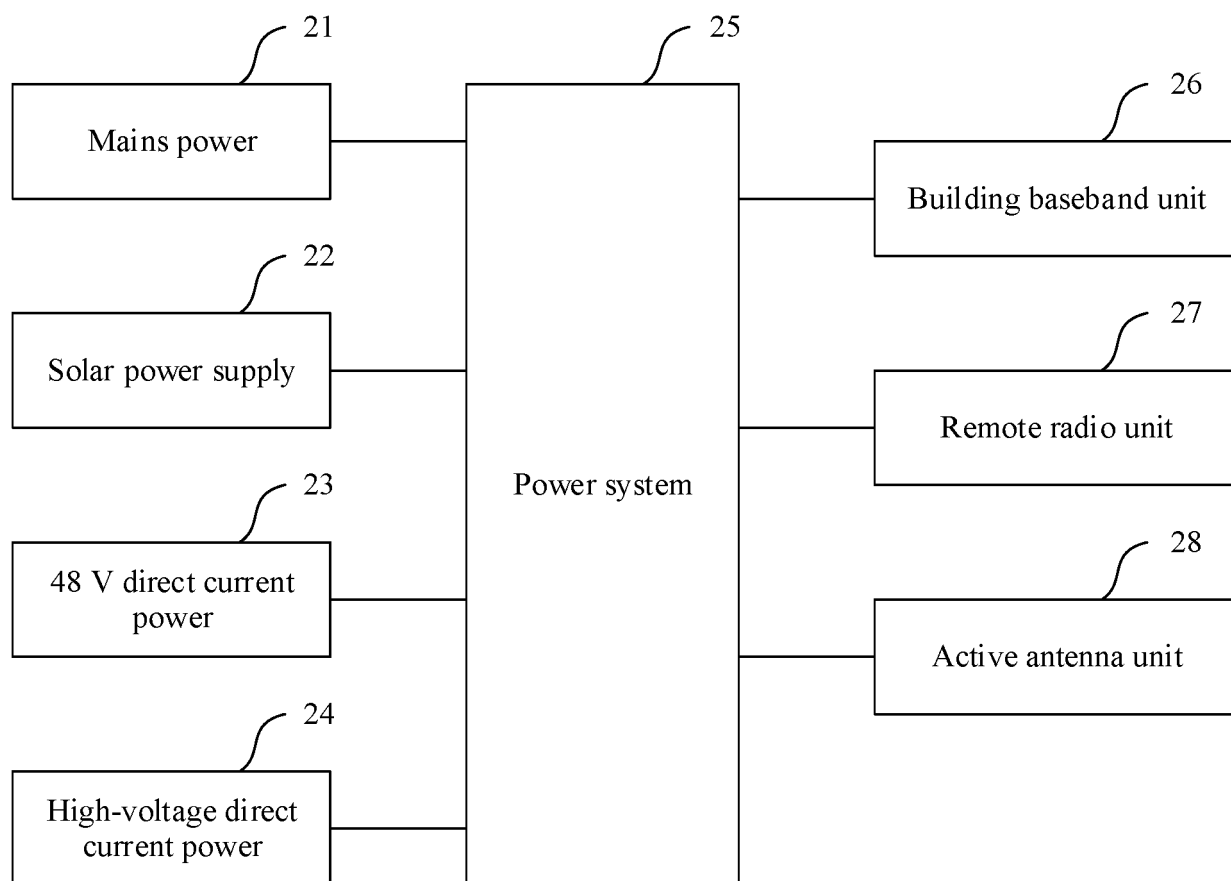 21
Mains power
22
Solar power supply
23
48 V direct current
power
24
High-voltage direct
current power
25
Power system
26
Building baseband unit
27
Remote radio unit
28
Active antenna unit